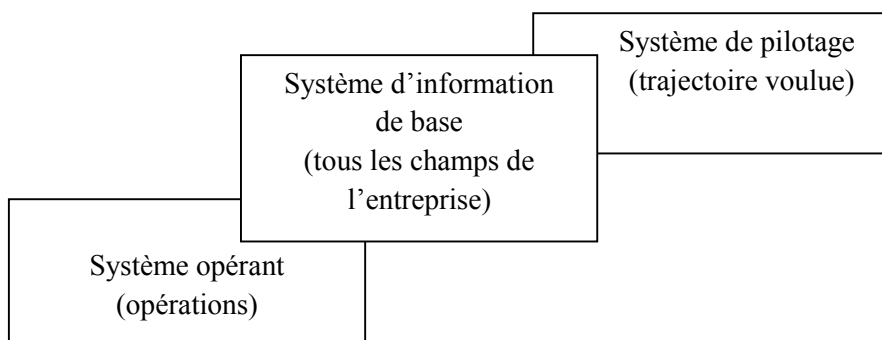 Système de pilotage
(trajectoire voulue)
Système d’information
de base
(tous les champs de
l’entreprise)
Système opérant
(opérations)